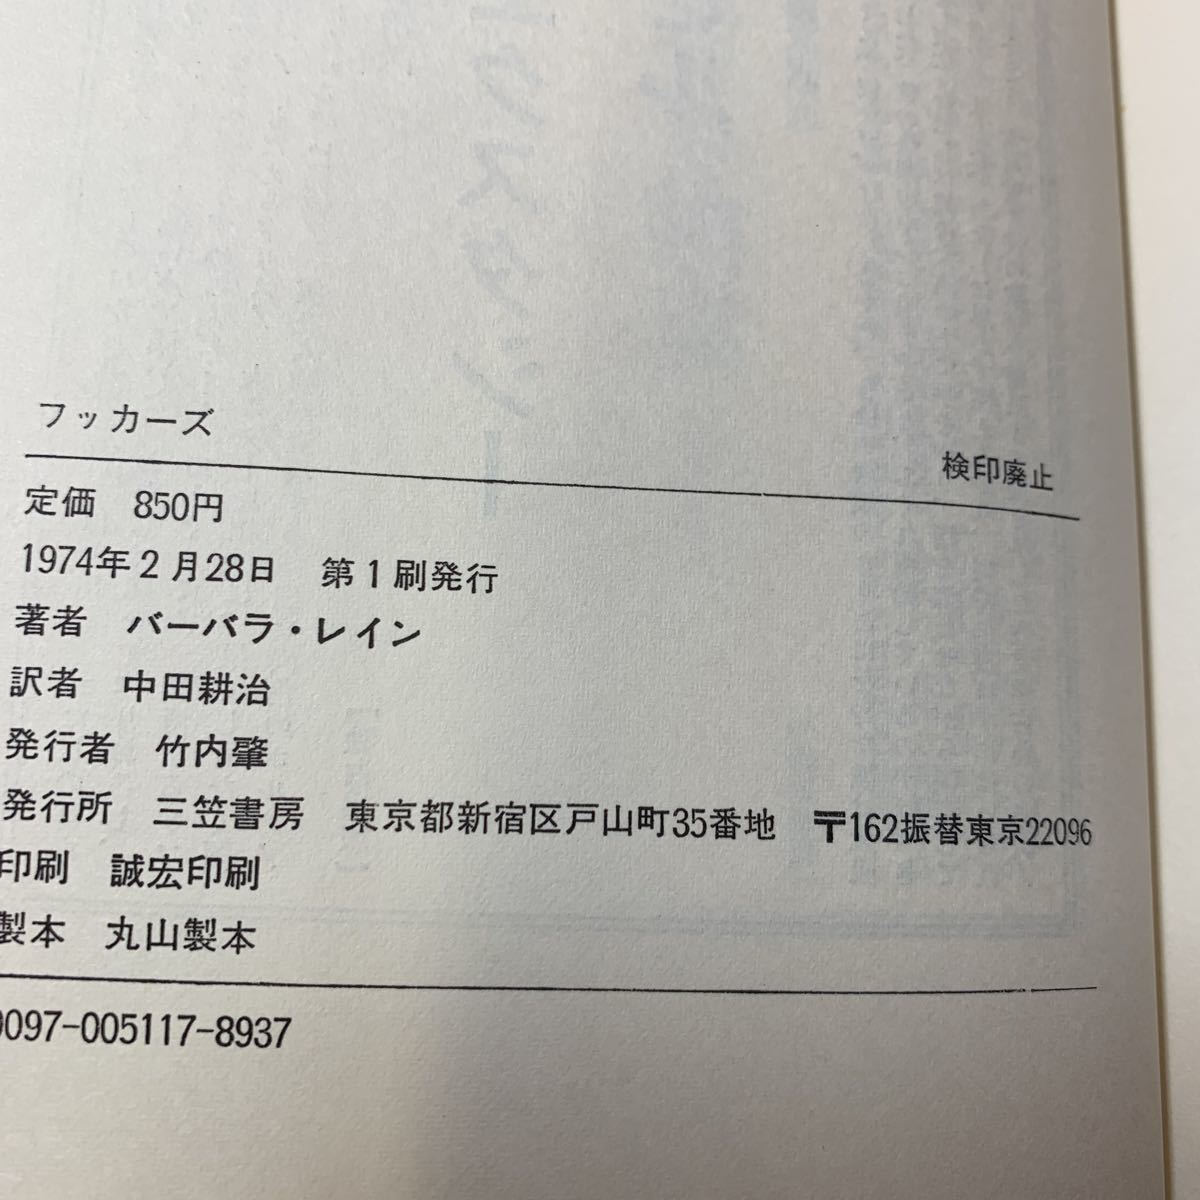 フッカーズ
検印廃止
定価 850円
1974年2月28日 第1刷発行
著者 バーバラ・レイン
訳者 中田耕治
発行者 竹内肇
発行所 三笠書房 東京都新宿区戸山町35番地 〒162振替東京22096
印刷 誠宏印刷
製本 丸山製本
0097-005117-8937